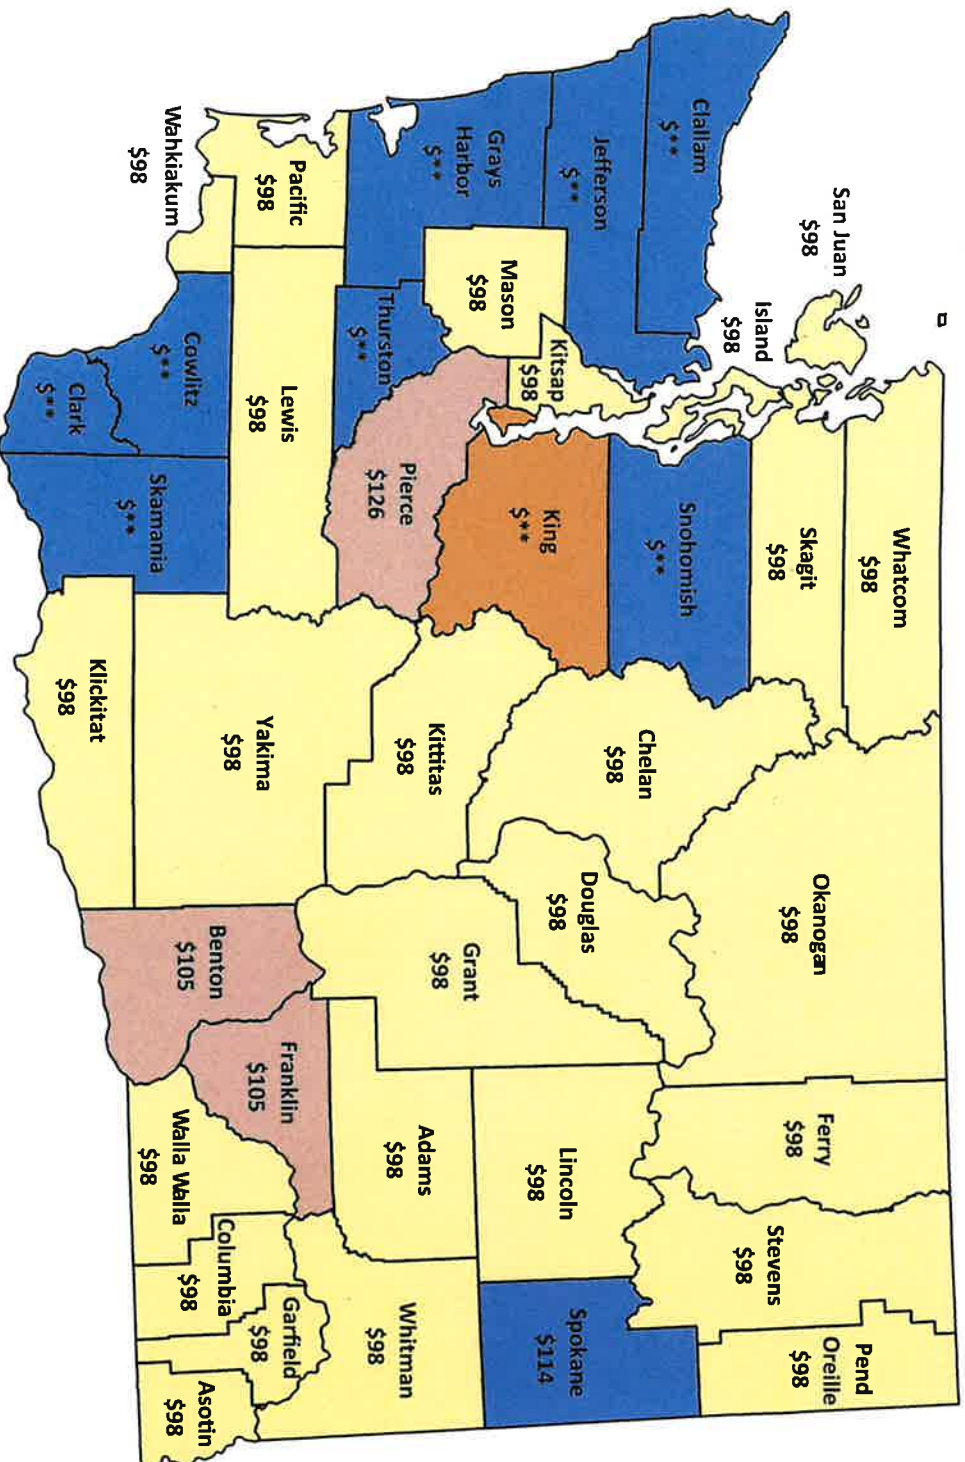 San Juan
$98
Whatcom
$98
Skagit
$98
Island
$98
Clallam
$**
Jefferson
$**
Snohomish
$**
Okanogan
$98
Ferry
$98
Stevens
$98
Pend
Oreille
$98
Chelan
$98
Douglas
$98
Kitsap
$98
King
$**
Mason
$98
Grays
Harbor
$**
Lincoln
$98
Spokane
$114
Kittitas
$98
Grant
$98
Adams
$98
Whitman
$98
Pierce
$126
Thurston
$**
Pacific
$98
Lewis
$98
Yakima
$98
Franklin
$105
Benton
$105
Walla Walla
$98
Columbia
$98
Garfield
$98
Asotin
$98
Wahkiakum
$98
Cowlitz
$**
Clark
$**
Skamania
$**
Klickitat
$98